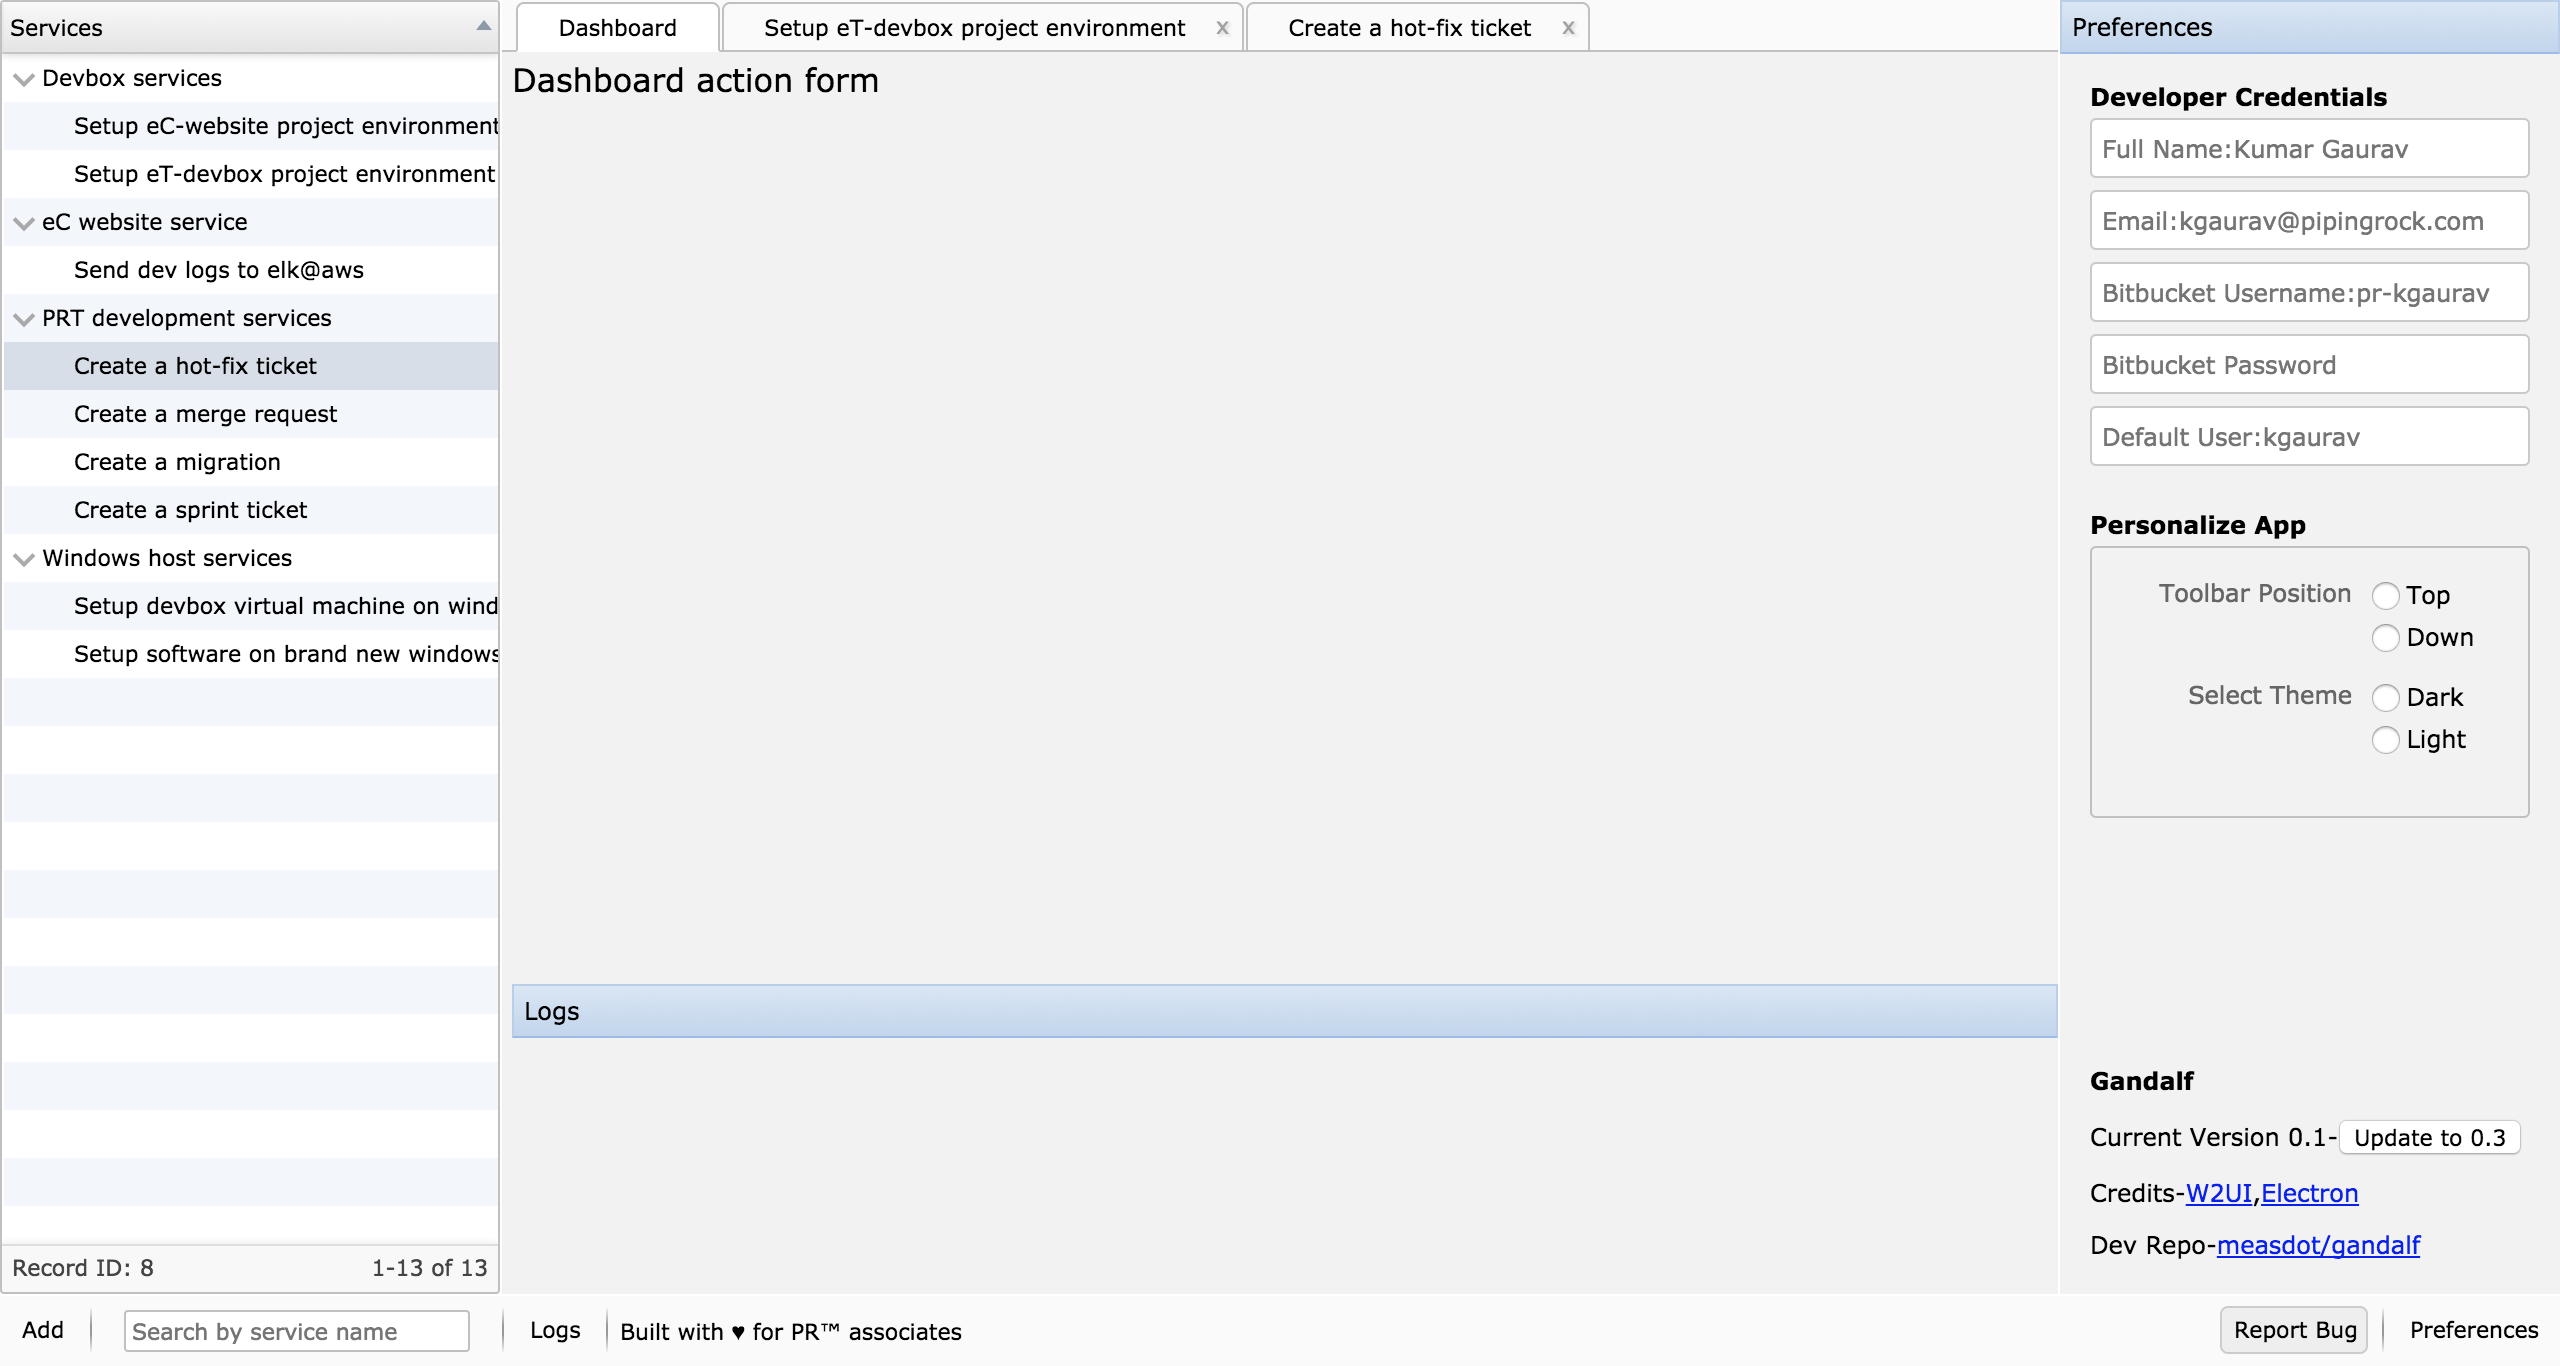 Services
Devbox services
Setup eC-website project environment
Setup eT-devbox project environment
eC website service
Send dev logs to elk@aws
PRT development services
Create a hot-fix ticket
Create a merge request
Create a migration
Create a sprint ticket
Windows host services
Setup devbox virtual machine on wind
Setup software on brand new windows
Record ID: 8 1-13 of 13
Dashboard Setup eT-devbox project environment x Create a hot-fix ticket x
Dashboard action form
Logs
Preferences
Developer Credentials
Full Name:Kumar Gaurav
Email:kgaurav@pipingrock.com
Bitbucket Username:pr-kgaurav
Bitbucket Password
Default User:kgaurav
Personalize App
Toolbar Position Top
Down
Select Theme Dark
Light
Gandalf
Current Version 0.1- Update to 0.3
Credits-W2UI,Electron
Dev Repo-measdot/gandalf
Add Search by service name Logs Built with ♥ for PR™ associates Report Bug Preferences